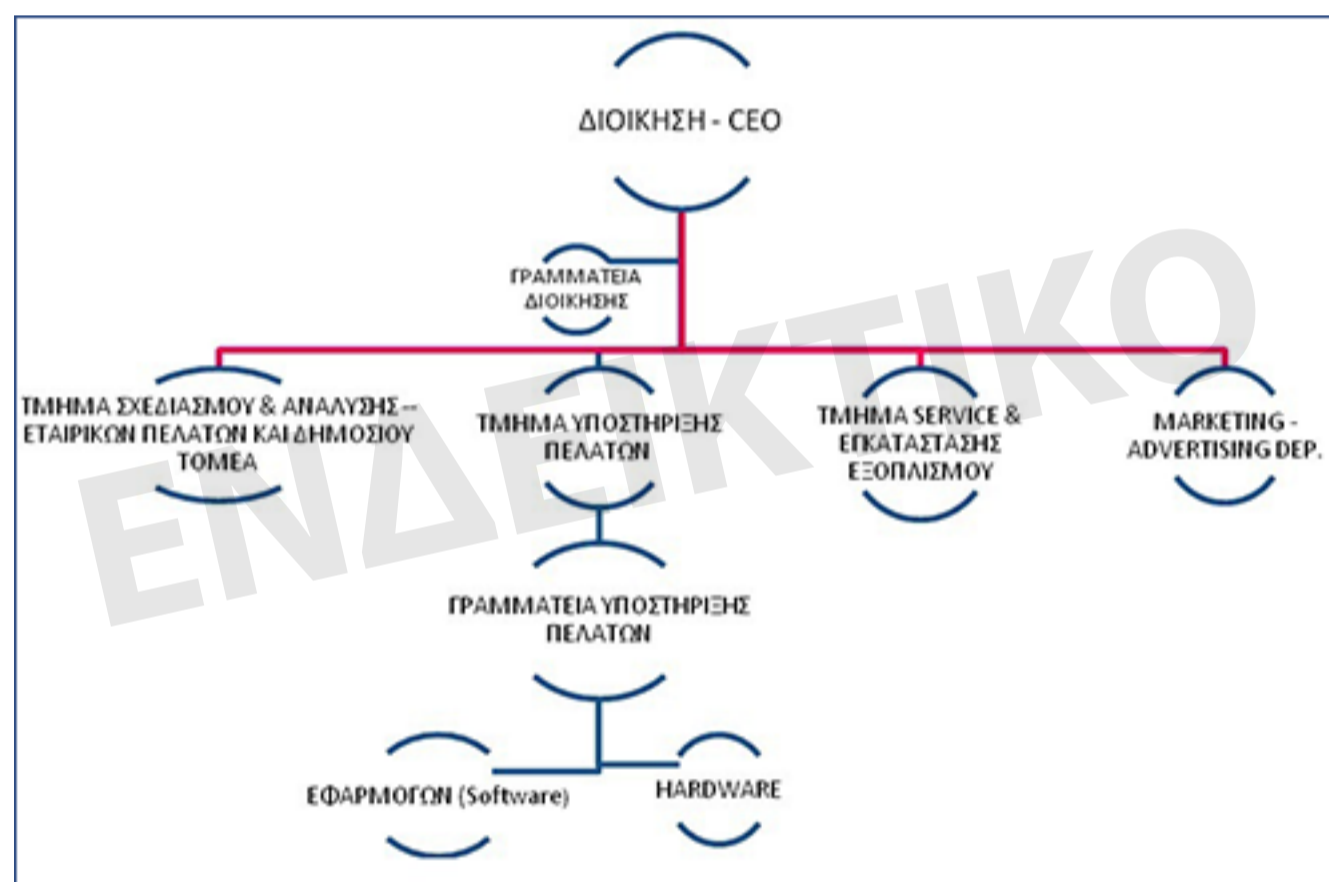 ΔΙΟΙΚΗΣΗ - CEO
ΓΡΑΜΜΑΤΕΙΑ
ΔΙΟΙΚΗΣΗΣ
ΤΜΗΜΑ ΣΧΕΔΙΑΣΜΟΥ & ΑΝΑΛΥΣΗΣ –
ΕΤΑΙΡΙΚΩΝ ΠΕΛΑΤΩΝ ΚΑΙ ΔΗΜΟΣΙΟΥ
ΤΟΜΕΑ
ΤΜΗΜΑ ΥΠΟΣΤΗΡΙΞΗΣ
ΠΕΛΑΤΩΝ
ΤΜΗΜΑ SERVICE &
ΕΓΚΑΤΑΣΤΑΣΗΣ
ΕΞΟΠΛΙΣΜΟΥ
MARKETING -
ADVERTISING DEP.
ΓΡΑΜΜΑΤΕΙΑ ΥΠΟΣΤΗΡΙΞΗΣ
ΠΕΛΑΤΩΝ
ΕΦΑΡΜΟΓΩΝ (Software)
HARDWARE
ΕΝΔΕΙΚΤΙΚΟ